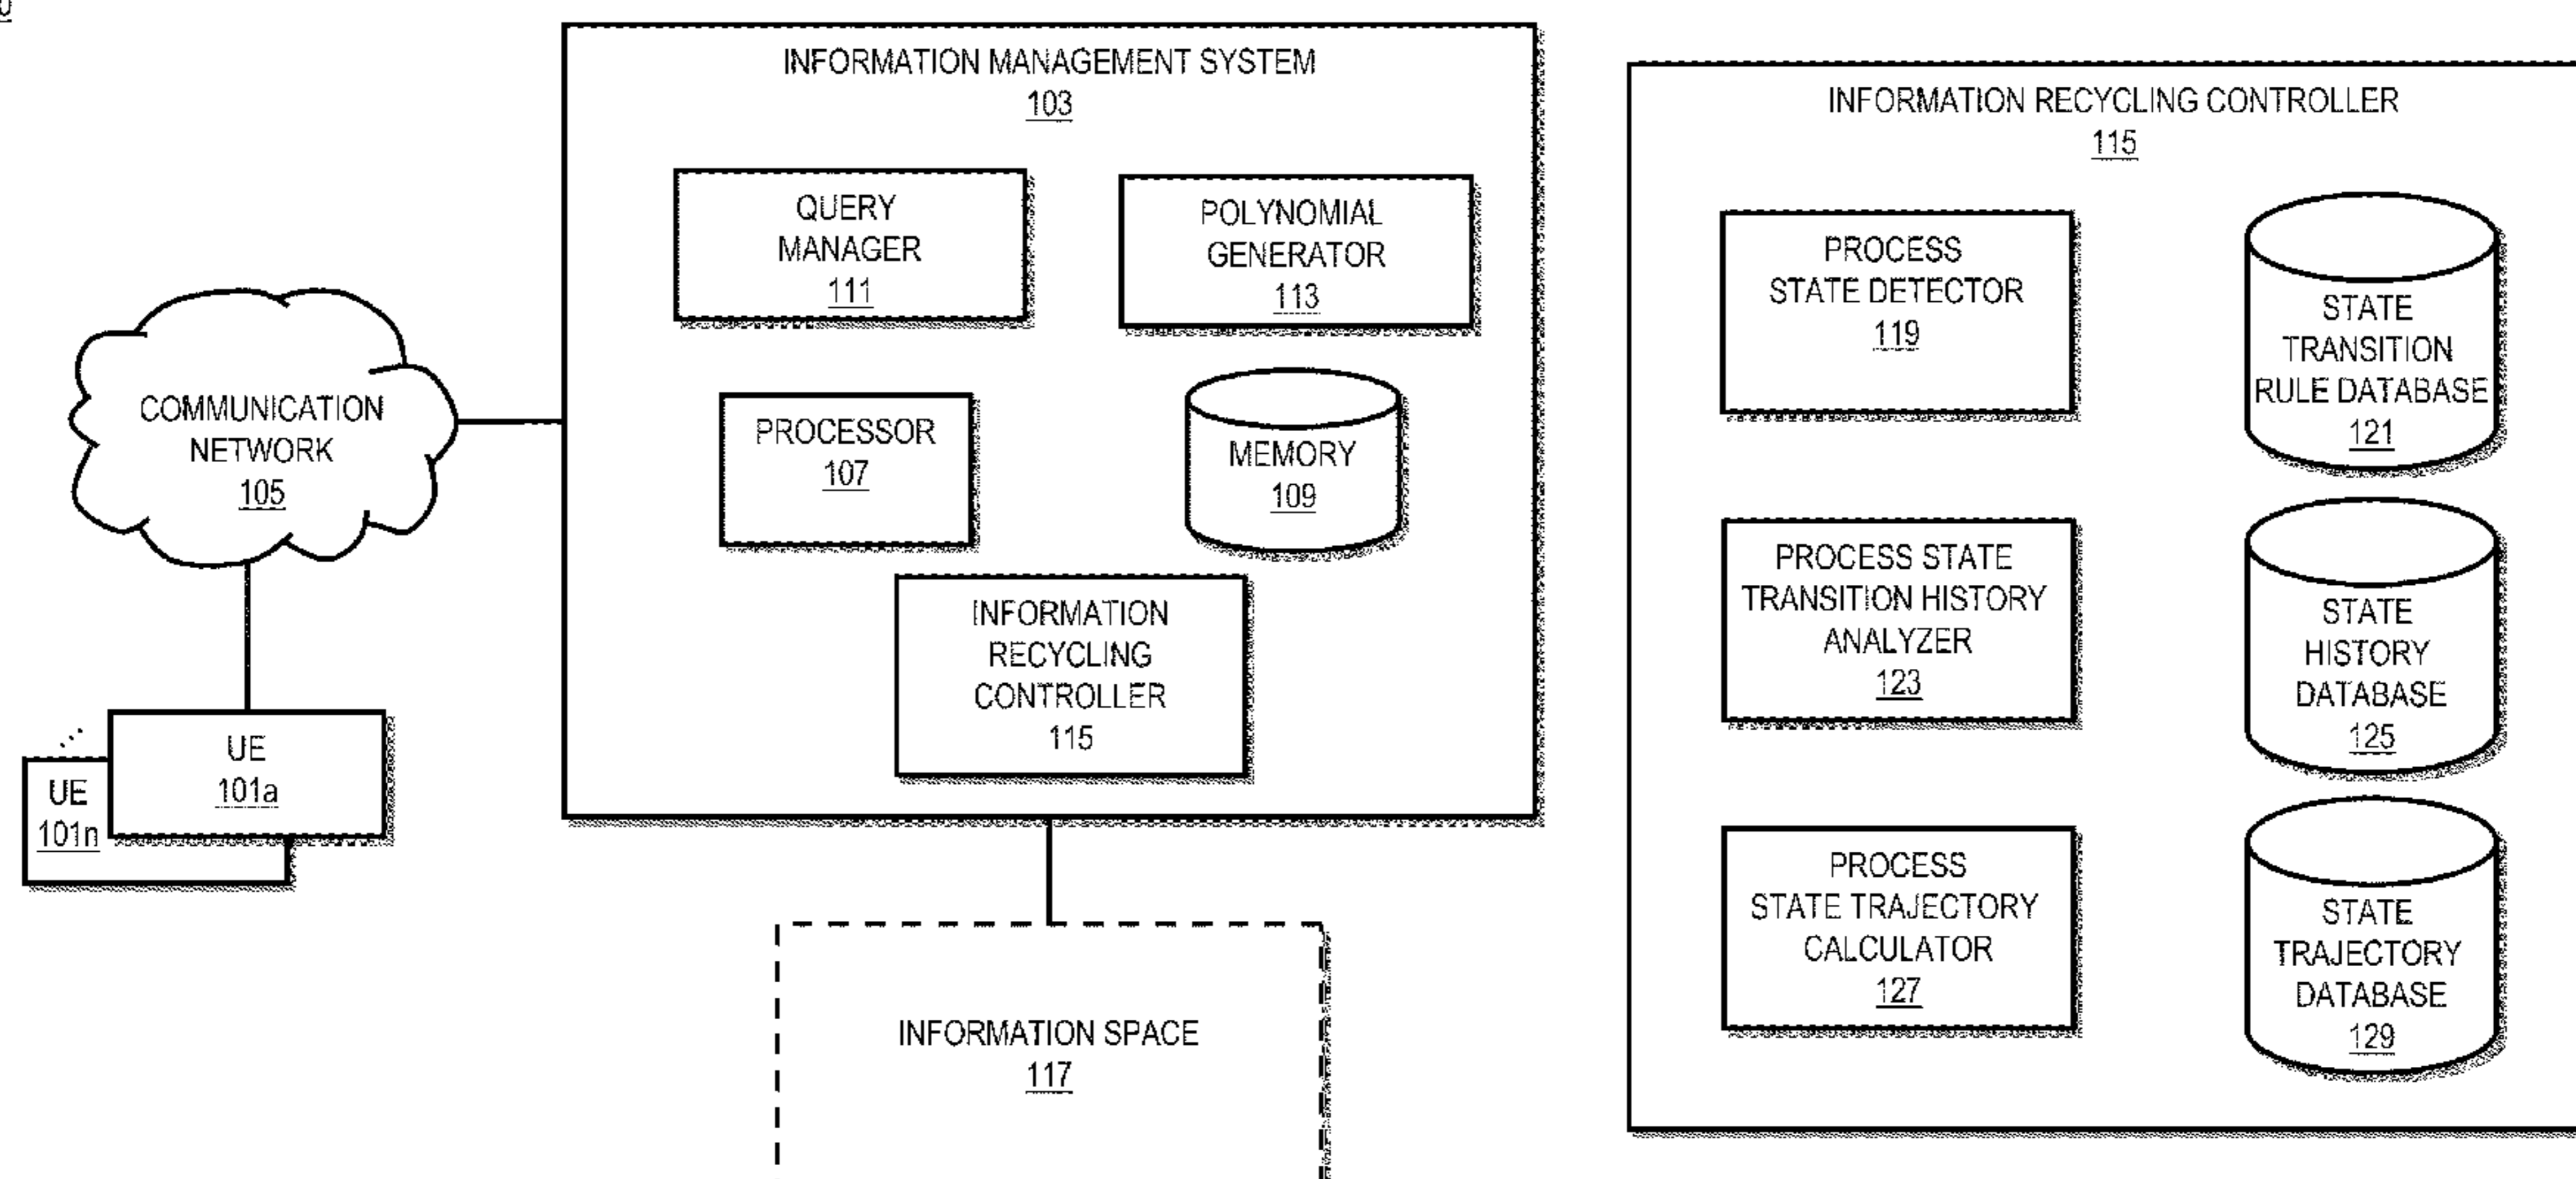 INFORMATION MANAGEMENT SYSTEM
103
QUERY
MANAGER
111
POLYNOMIAL
GENERATOR
113
PROCESSOR
107
MEMORY
109
INFORMATION
RECYCLING
CONTROLLER
115
COMMUNICATION
NETWORK
105
UE
101a
UE
101n
INFORMATION SPACE
117
INFORMATION RECYCLING CONTROLLER
115
PROCESS
STATE DETECTOR
119
STATE
TRANSITION
RULE DATABASE
121
PROCESS STATE
TRANSITION HISTORY
ANALYZER
123
STATE
HISTORY
DATABASE
125
PROCESS
STATE TRAJECTORY
CALCULATOR
127
STATE
TRAJECTORY
DATABASE
129